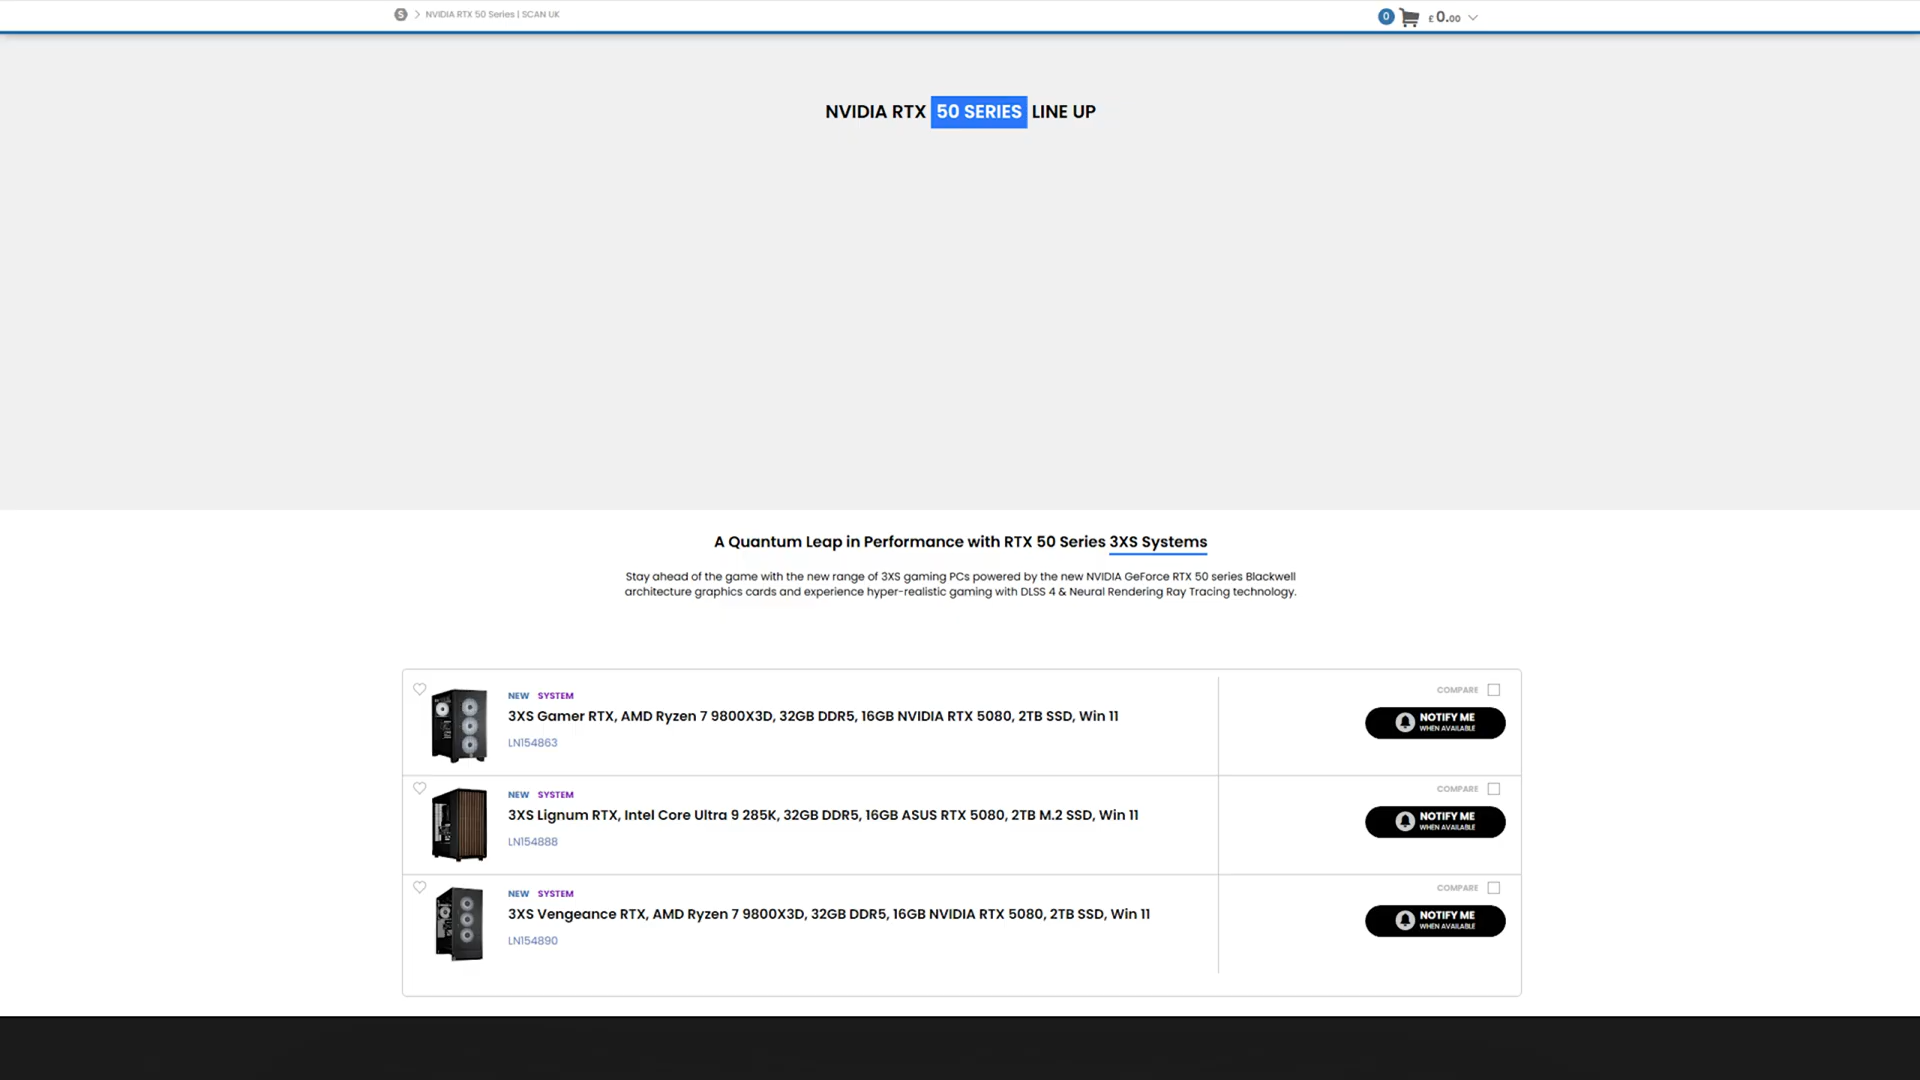 S > NVIDIA RTX 50 Series | SCAN UK
0 £0.00
NVIDIA RTX 50 SERIES LINE UP
A Quantum Leap in Performance with RTX 50 Series 3XS Systems
Stay ahead of the game with the new range of 3XS gaming PCs powered by the new NVIDIA GeForce RTX 50 series Blackwell
architecture graphics cards and experience hyper-realistic gaming with DLSS 4 & Neural Rendering Ray Tracing technology.
NEW SYSTEM
3XS Gamer RTX, AMD Ryzen 7 9800X3D, 32GB DDR5, 16GB NVIDIA RTX 5080, 2TB SSD, Win 11
LN154863
COMPARE
NOTIFY ME
WHEN AVAILABLE
NEW SYSTEM
3XS Lignum RTX, Intel Core Ultra 9 285K, 32GB DDR5, 16GB ASUS RTX 5080, 2TB M.2 SSD, Win 11
LN154888
COMPARE
NOTIFY ME
WHEN AVAILABLE
NEW SYSTEM
3XS Vengeance RTX, AMD Ryzen 7 9800X3D, 32GB DDR5, 16GB NVIDIA RTX 5080, 2TB SSD, Win 11
LN154890
COMPARE
NOTIFY ME
WHEN AVAILABLE